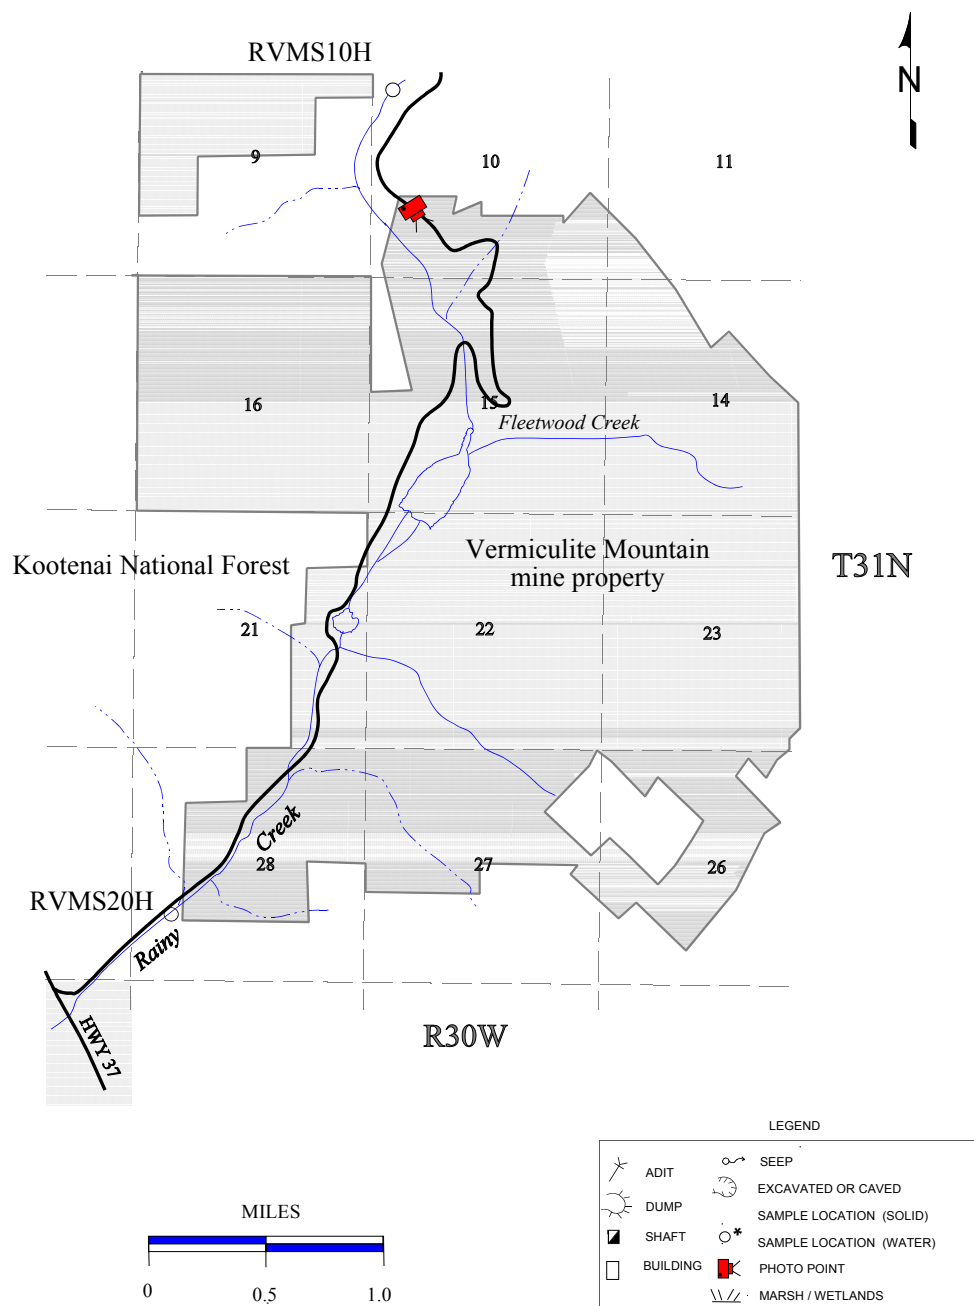 RVMS10H
N
9
10
11
16
15
14
Fleetwood Creek
Kootenai National Forest
Vermiculite Mountain
mine property
T31N
21
22
23
Creek
28
27
26
RVMS20H
Rainy
HWY 37
R30W
LEGEND
ADIT
SEEP
DUMP
EXCAVATED OR CAVED
SAMPLE LOCATION (SOLID)
SHAFT
* SAMPLE LOCATION (WATER)
BUILDING
PHOTO POINT
MARSH / WETLANDS
MILES
0 0.5 1.0